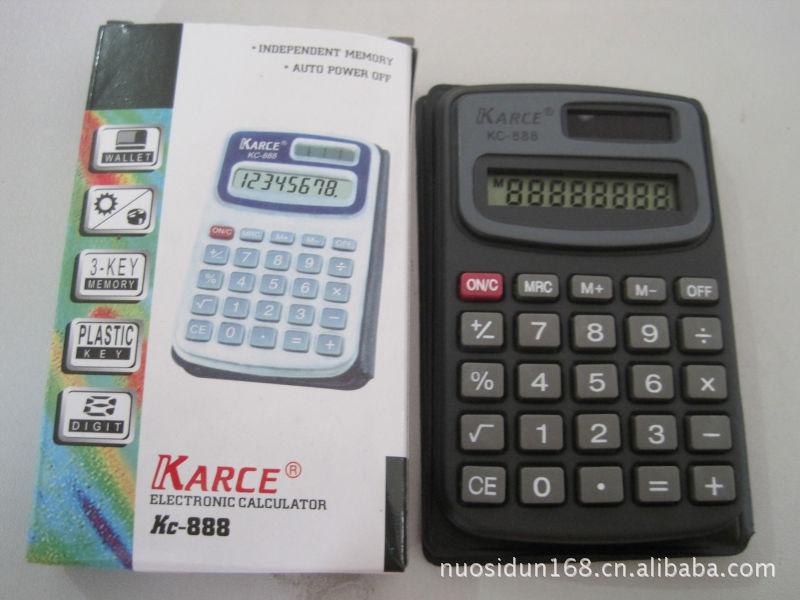 • INDEPENDENT MEMORY
• AUTO POWER OFF
WALLET
3-KEY
MEMORY
PLASTIC
KEY
8
DIGIT
KARCE®
KC-888
12345678.
ON/C MRC M+ M- OFF
+/- 7 8 9 ÷
% 4 5 6 ×
√ 1 2 3 −
CE 0 · = +
KARCE®
ELECTRONIC CALCULATOR
Kc-888
KARCE®
KC-888
M 88888888
ON/C MRC M+ M- OFF
+/- 7 8 9 ÷
% 4 5 6 ×
√ 1 2 3 −
CE 0 · = +
nuosidun168.cn.alibaba.com